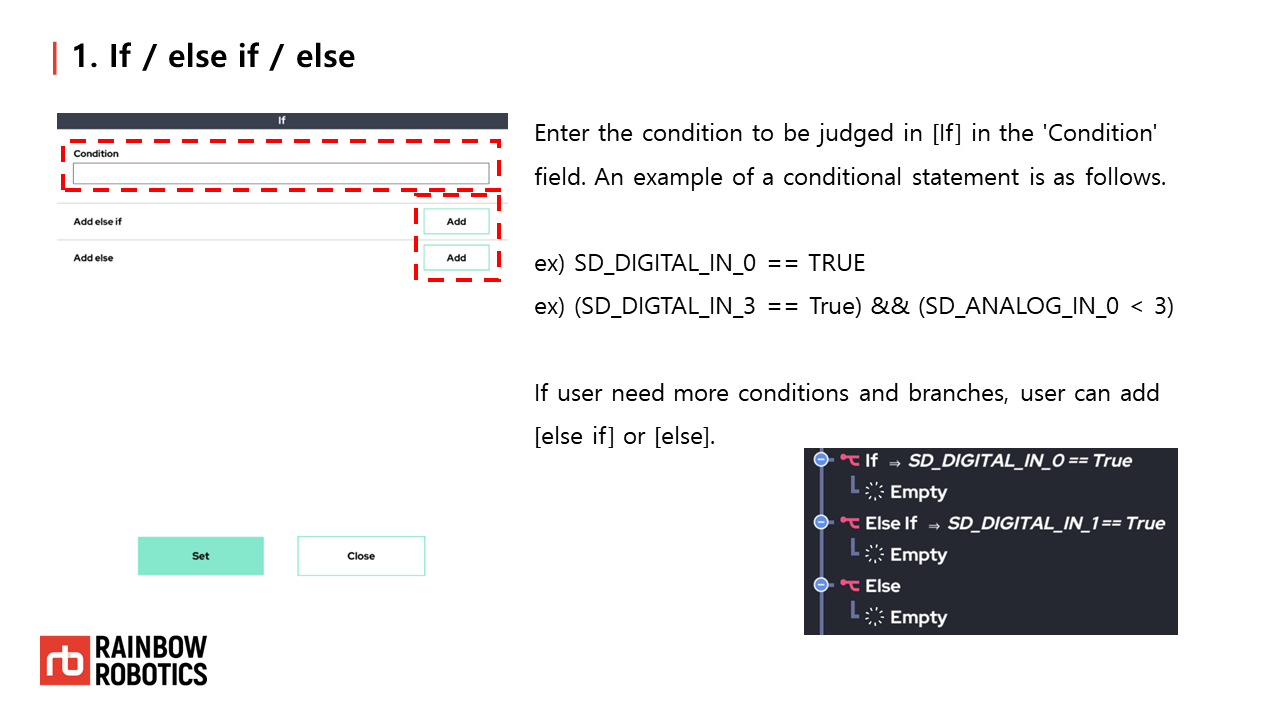 1. If / else if / else
If
Condition
Add else if
Add
Add else
Add
Set
Close
Enter the condition to be judged in [If] in the 'Condition'
field. An example of a conditional statement is as follows.
ex) SD_DIGITAL_IN_0 == TRUE
ex) (SD_DIGTAL_IN_3 == True) && (SD_ANALOG_IN_0 < 3)
If user need more conditions and branches, user can add
[else if] or [else].
If ⇒ SD_DIGITAL_IN_0 == True
Empty
Else If ⇒ SD_DIGITAL_IN_1 == True
Empty
Else
Empty
rb RAINBOW
ROBOTICS